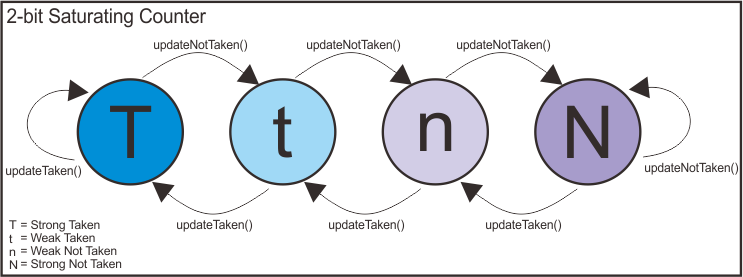 2-bit Saturating Counter
updateNotTaken() updateNotTaken() updateNotTaken()
T t n N
updateTaken() updateNotTaken()
updateTaken() updateTaken() updateTaken()
T = Strong Taken
t = Weak Taken
n = Weak Not Taken
N = Strong Not Taken